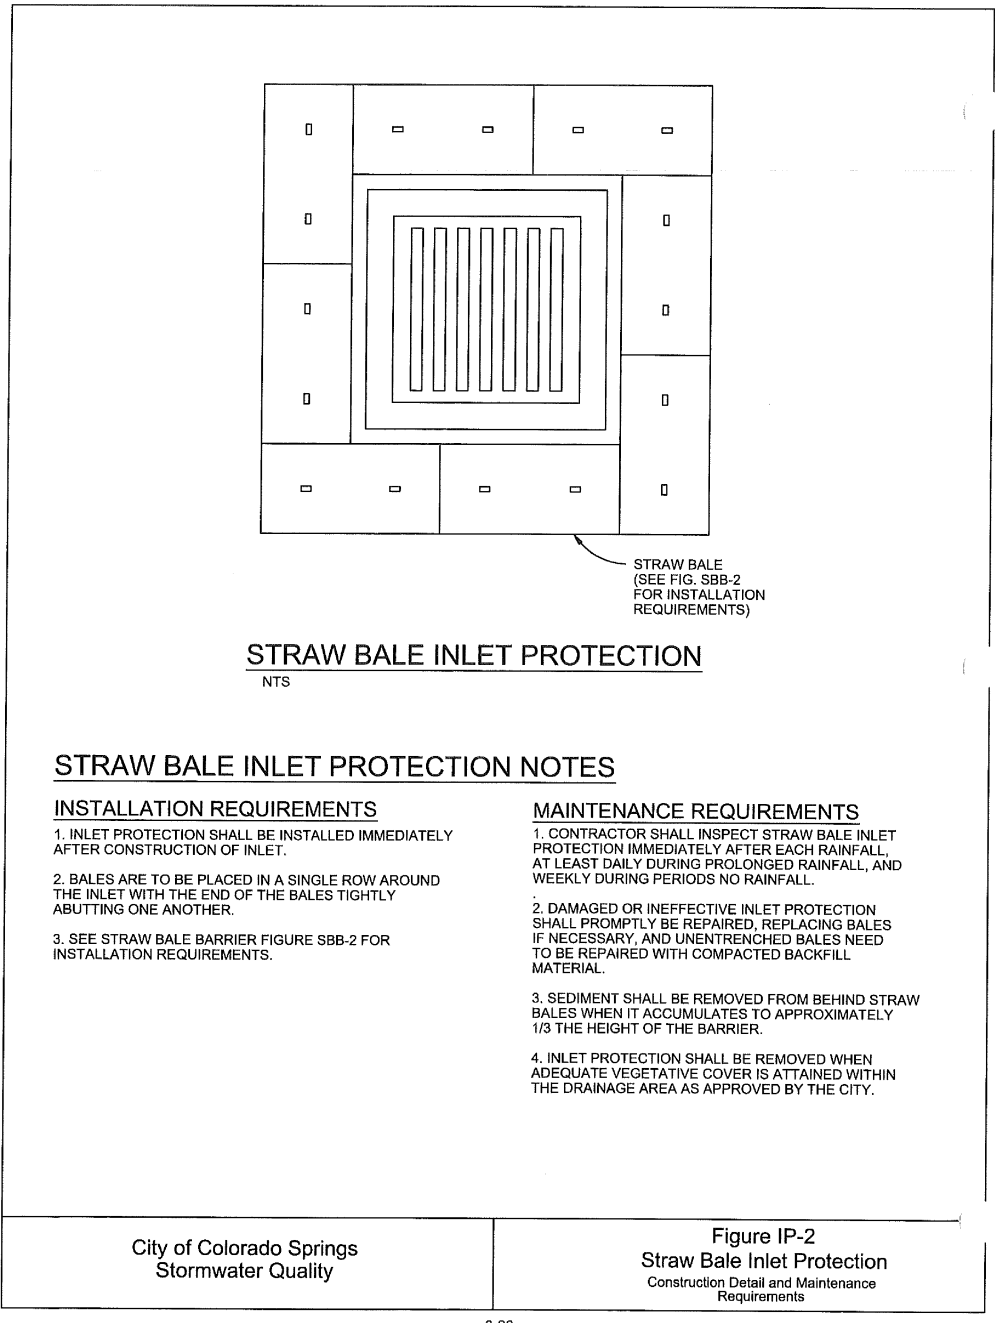 STRAW BALE
(SEE FIG. SBB-2
FOR INSTALLATION
REQUIREMENTS)
STRAW BALE INLET PROTECTION
NTS
STRAW BALE INLET PROTECTION NOTES
INSTALLATION REQUIREMENTS
1. INLET PROTECTION SHALL BE INSTALLED IMMEDIATELY
AFTER CONSTRUCTION OF INLET.
2. BALES ARE TO BE PLACED IN A SINGLE ROW AROUND
THE INLET WITH THE END OF THE BALES TIGHTLY
ABUTTING ONE ANOTHER.
3. SEE STRAW BALE BARRIER FIGURE SBB-2 FOR
INSTALLATION REQUIREMENTS.
MAINTENANCE REQUIREMENTS
1. CONTRACTOR SHALL INSPECT STRAW BALE INLET
PROTECTION IMMEDIATELY AFTER EACH RAINFALL,
AT LEAST DAILY DURING PROLONGED RAINFALL, AND
WEEKLY DURING PERIODS NO RAINFALL.
2. DAMAGED OR INEFFECTIVE INLET PROTECTION
SHALL PROMPTLY BE REPAIRED, REPLACING BALES
IF NECESSARY, AND UNENTRENCHED BALES NEED
TO BE REPAIRED WITH COMPACTED BACKFILL
MATERIAL.
3. SEDIMENT SHALL BE REMOVED FROM BEHIND STRAW
BALES WHEN IT ACCUMULATES TO APPROXIMATELY
1/3 THE HEIGHT OF THE BARRIER.
4. INLET PROTECTION SHALL BE REMOVED WHEN
ADEQUATE VEGETATIVE COVER IS ATTAINED WITHIN
THE DRAINAGE AREA AS APPROVED BY THE CITY.
City of Colorado Springs
Stormwater Quality
Figure IP-2
Straw Bale Inlet Protection
Construction Detail and Maintenance
Requirements